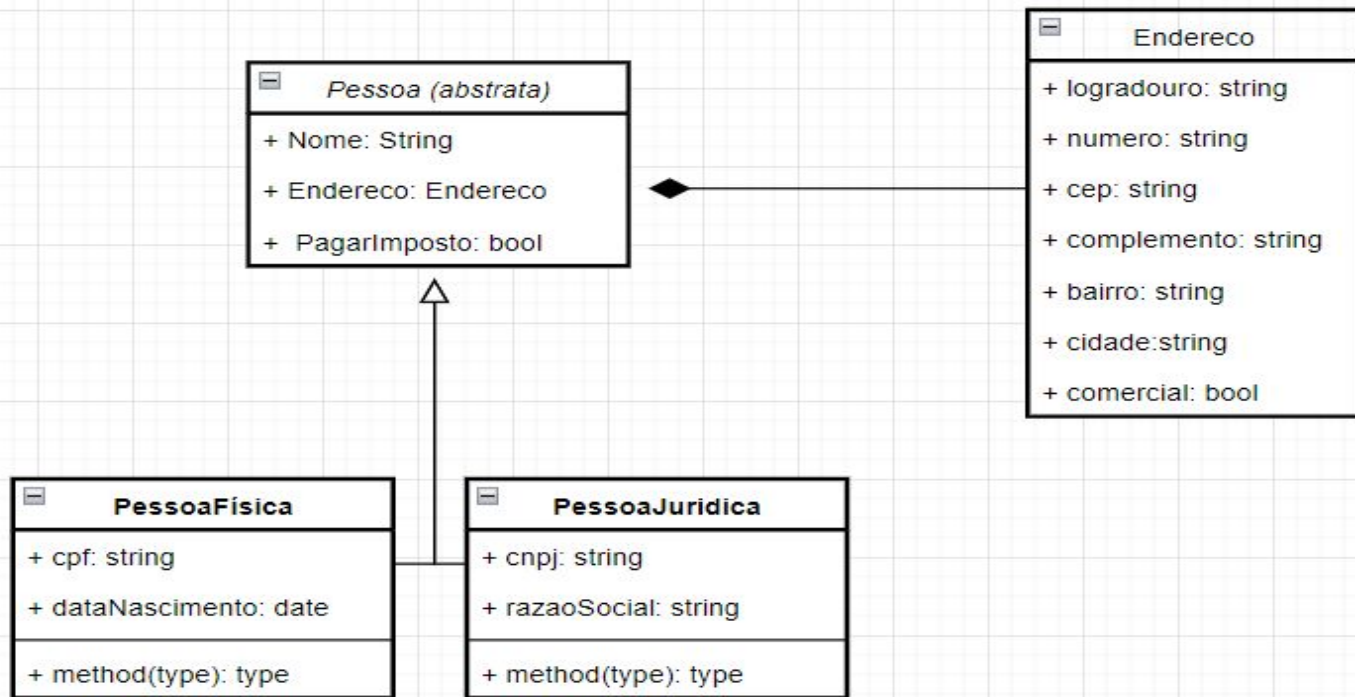 Pessoa (abstrata)
+ Nome: String
+ Endereco: Endereco
+ PagarImposto: bool
Endereco
+ logradouro: string
+ numero: string
+ cep: string
+ complemento: string
+ bairro: string
+ cidade:string
+ comercial: bool
PessoaFísica
+ cpf: string
+ dataNascimento: date
+ method(type): type
PessoaJuridica
+ cnpj: string
+ razaoSocial: string
+ method(type): type